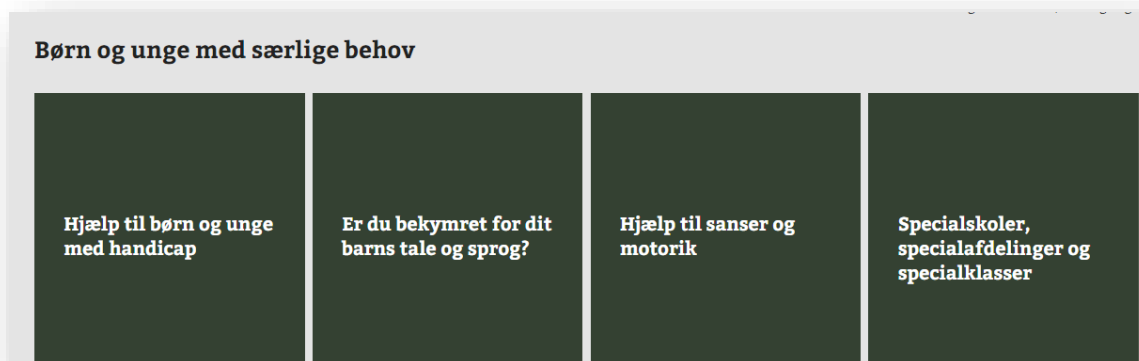 Børn og unge med særlige behov
Hjælp til børn og unge
med handicap
Er du bekymret for dit
barns tale og sprog?
Hjælp til sanser og
motorik
Specialskoler,
specialafdelinger og
specialklasser